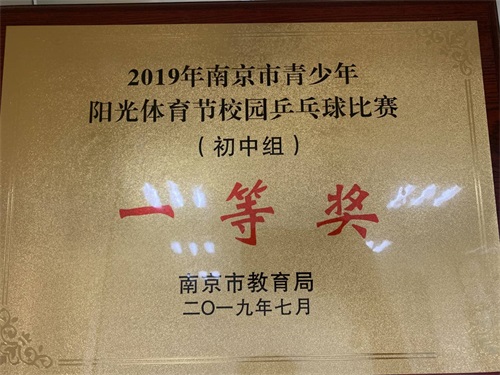 2019年南京市青少年
阳光体育节校园乒乓球比赛
（初中组）
一等奖
南京市教育局
二〇一九年七月